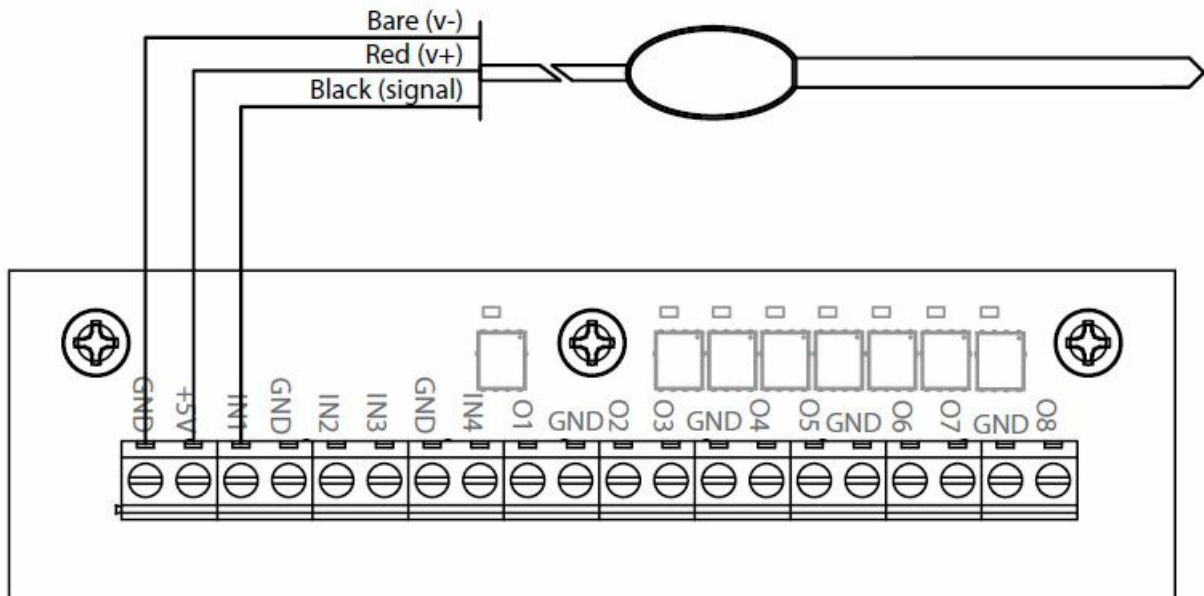 Bare (v-)
Red (v+)
Black (signal)
GND +5V IN1 GND IN2 IN3 GND IN4 O1 GND O2 O3 GND O4 O5 GND O6 O7 GND O8